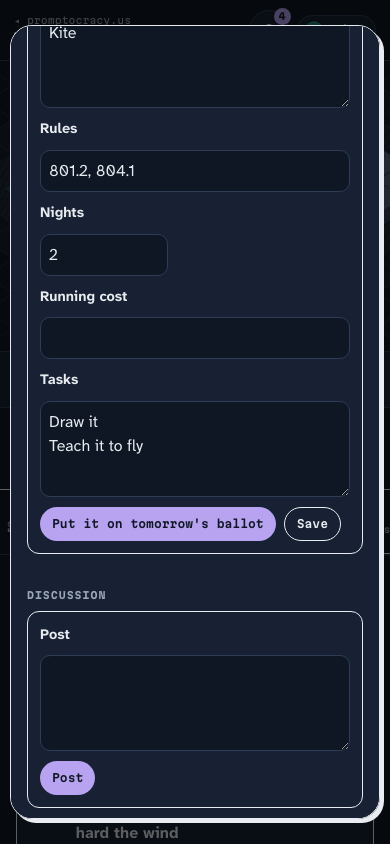 • promptocracy.us
4
Kite
Rules
801.2, 804.1
Nights
2
Running cost
Tasks
Draw it
Teach it to fly
Put it on tomorrow's ballot
Save
DISCUSSION
Post
Post
hard the wind